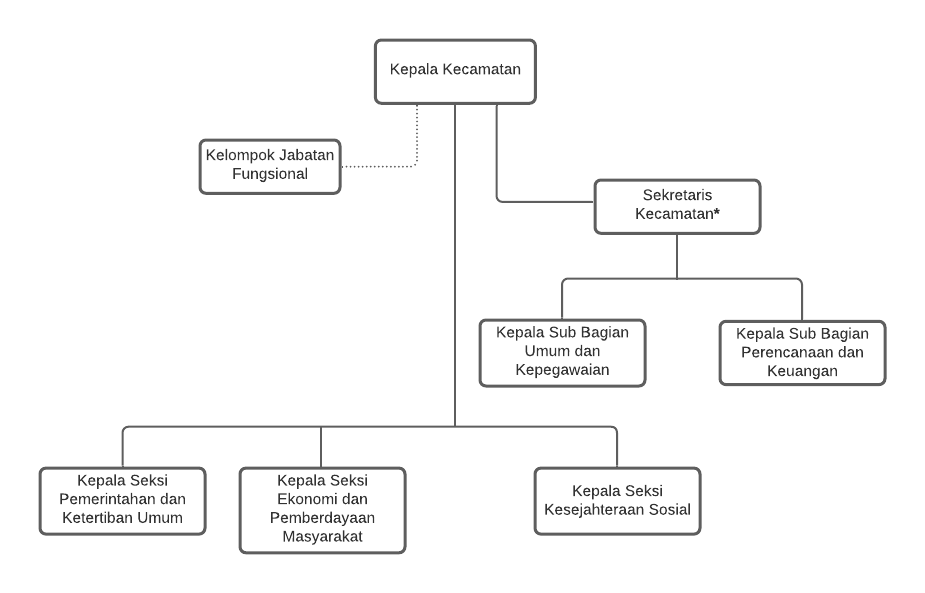 Kepala Kecamatan
Kelompok Jabatan
Fungsional
Sekretaris
Kecamatan*
Kepala Sub Bagian
Umum dan
Kepegawaian
Kepala Sub Bagian
Perencanaan dan
Keuangan
Kepala Seksi
Pemerintahan dan
Ketertiban Umum
Kepala Seksi
Ekonomi dan
Pemberdayaan
Masyarakat
Kepala Seksi
Kesejahteraan Sosial